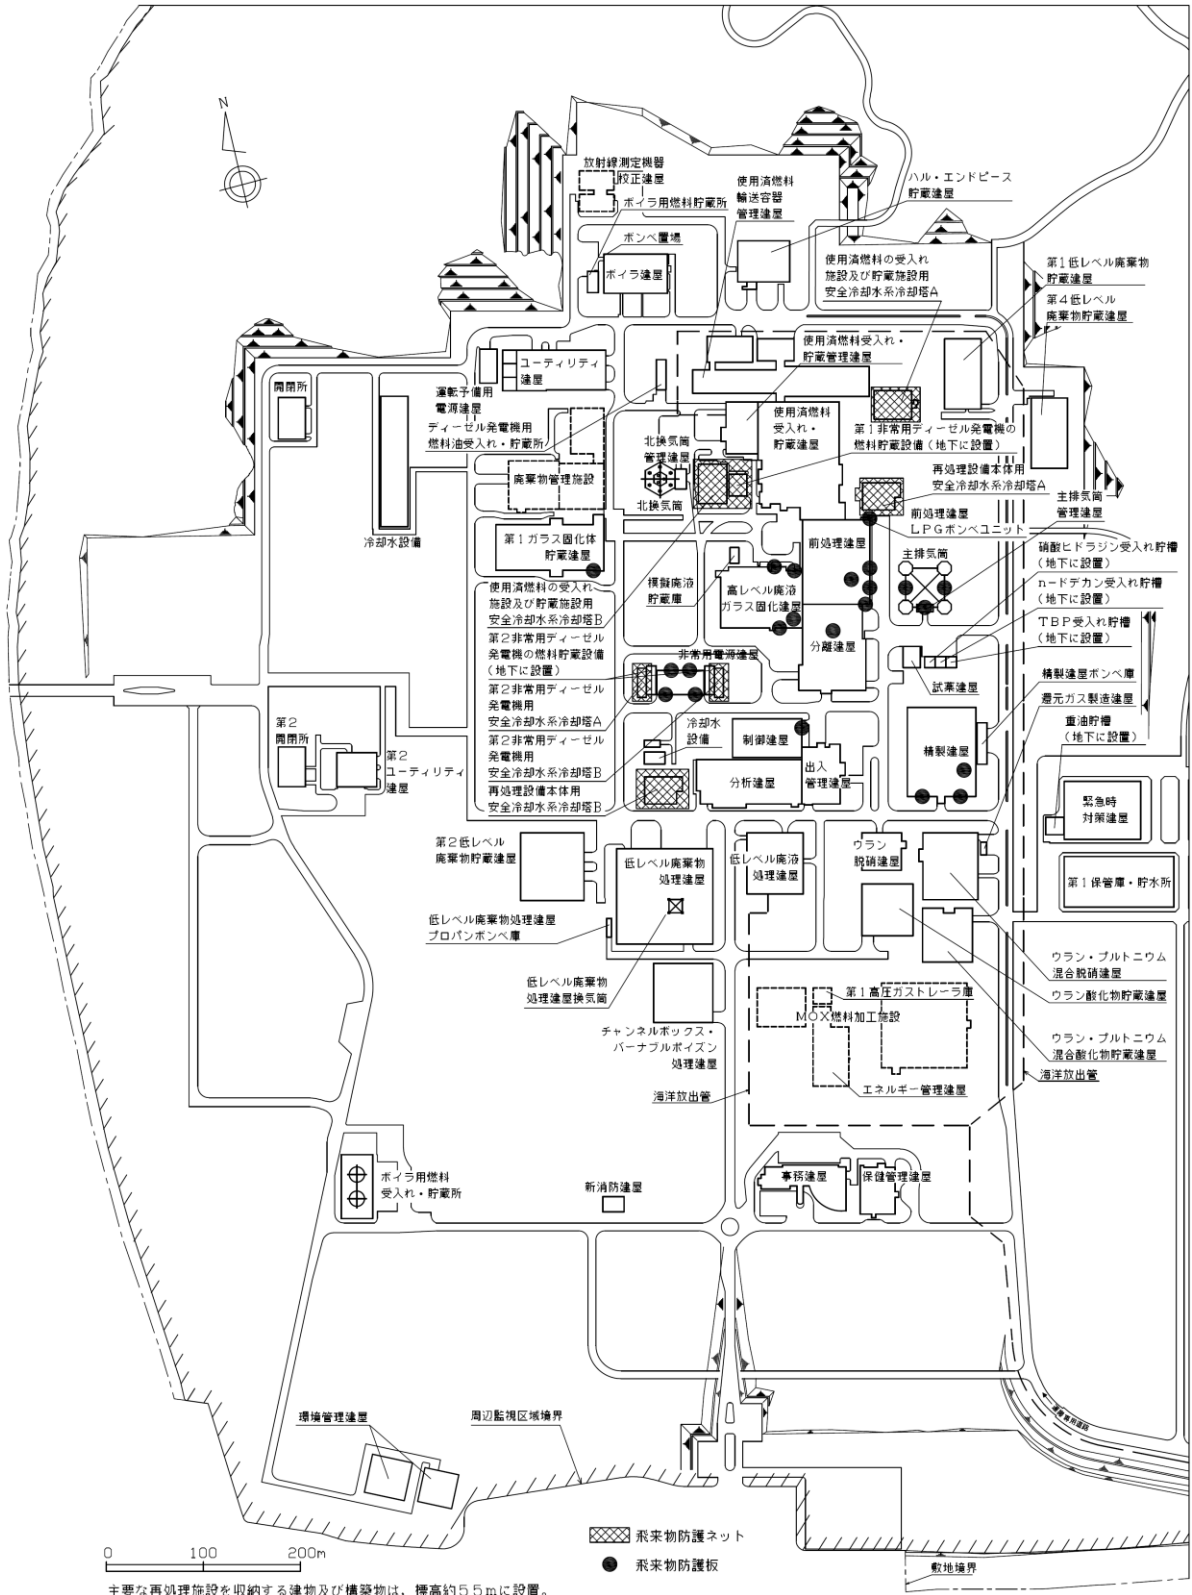 N
放射線測定機器
校正建屋
ボイラ用燃料貯蔵所
ボンベ置場
ボイラ建屋
使用済燃料
輸送容器
管理建屋
ハル・エンドピース
貯蔵建屋
使用済燃料の受入れ
施設及び貯蔵施設用
安全冷却水系冷却塔A
第1低レベル廃棄物
貯蔵建屋
第4低レベル
廃棄物貯蔵建屋
使用済燃料受入れ・
貯蔵管理建屋
ユーティリティ
建屋
開閉所
運転予備用
電源建屋
ディーゼル発電機用
燃料油受入れ・貯蔵所
使用済燃料
受入れ・
貯蔵建屋
第1非常用ディーゼル発電機の
燃料貯蔵設備(地下に設置)
北換気筒
管理建屋
廃棄物管理施設
北換気筒
再処理設備本体用
安全冷却水系冷却塔A
主排気筒
管理建屋
前処理建屋
LPGボンベユニット
冷却水設備
第1ガラス固化体
貯蔵建屋
前処理建屋
主排気筒
硝酸ヒドラジン受入れ貯槽
(地下に設置)
n-ドデカン受入れ貯槽
(地下に設置)
TBP受入れ貯槽
(地下に設置)
模擬廃液
貯蔵庫
高レベル廃液
ガラス固化建屋
使用済燃料の受入れ
施設及び貯蔵施設用
安全冷却水系冷却塔B
第2非常用ディーゼル
発電機の燃料貯蔵設備
(地下に設置)
非常用電源建屋
分離建屋
試薬建屋
精製建屋ボンベ庫
還元ガス製造建屋
重油貯槽
(地下に設置)
第2非常用ディーゼル
発電機用
安全冷却水系冷却塔A
第2非常用ディーゼル
発電機用
安全冷却水系冷却塔B
再処理設備本体用
安全冷却水系冷却塔B
冷却水
設備
制御建屋
分析建屋
出入
管理建屋
精製建屋
第2
開閉所
第2
ユーティリティ
建屋
緊急時
対策建屋
第1保管庫・貯水所
第2低レベル
廃棄物貯蔵建屋
低レベル廃棄物
処理建屋
低レベル廃液
処理建屋
ウラン
脱硝建屋
低レベル廃棄物処理建屋
プロパンボンベ庫
低レベル廃棄物
処理建屋換気筒
チャンネルボックス・
バーナブルポイズン
処理建屋
第1高圧ガストレーラ庫
MOX燃料加工施設
エネルギー管理建屋
ウラン・プルトニウム
混合脱硝建屋
ウラン酸化物貯蔵建屋
ウラン・プルトニウム
混合酸化物貯蔵建屋
海洋放出管
海洋放出管
ボイラ用燃料
受入れ・貯蔵所
新消防建屋
事務建屋
保健管理建屋
環境管理建屋
周辺監視区域境界
敷地境界
飛来物防護ネット
飛来物防護板
0 100 200m
主要な再処理施設を収納する建物及び構築物は、標高約55mに設置。